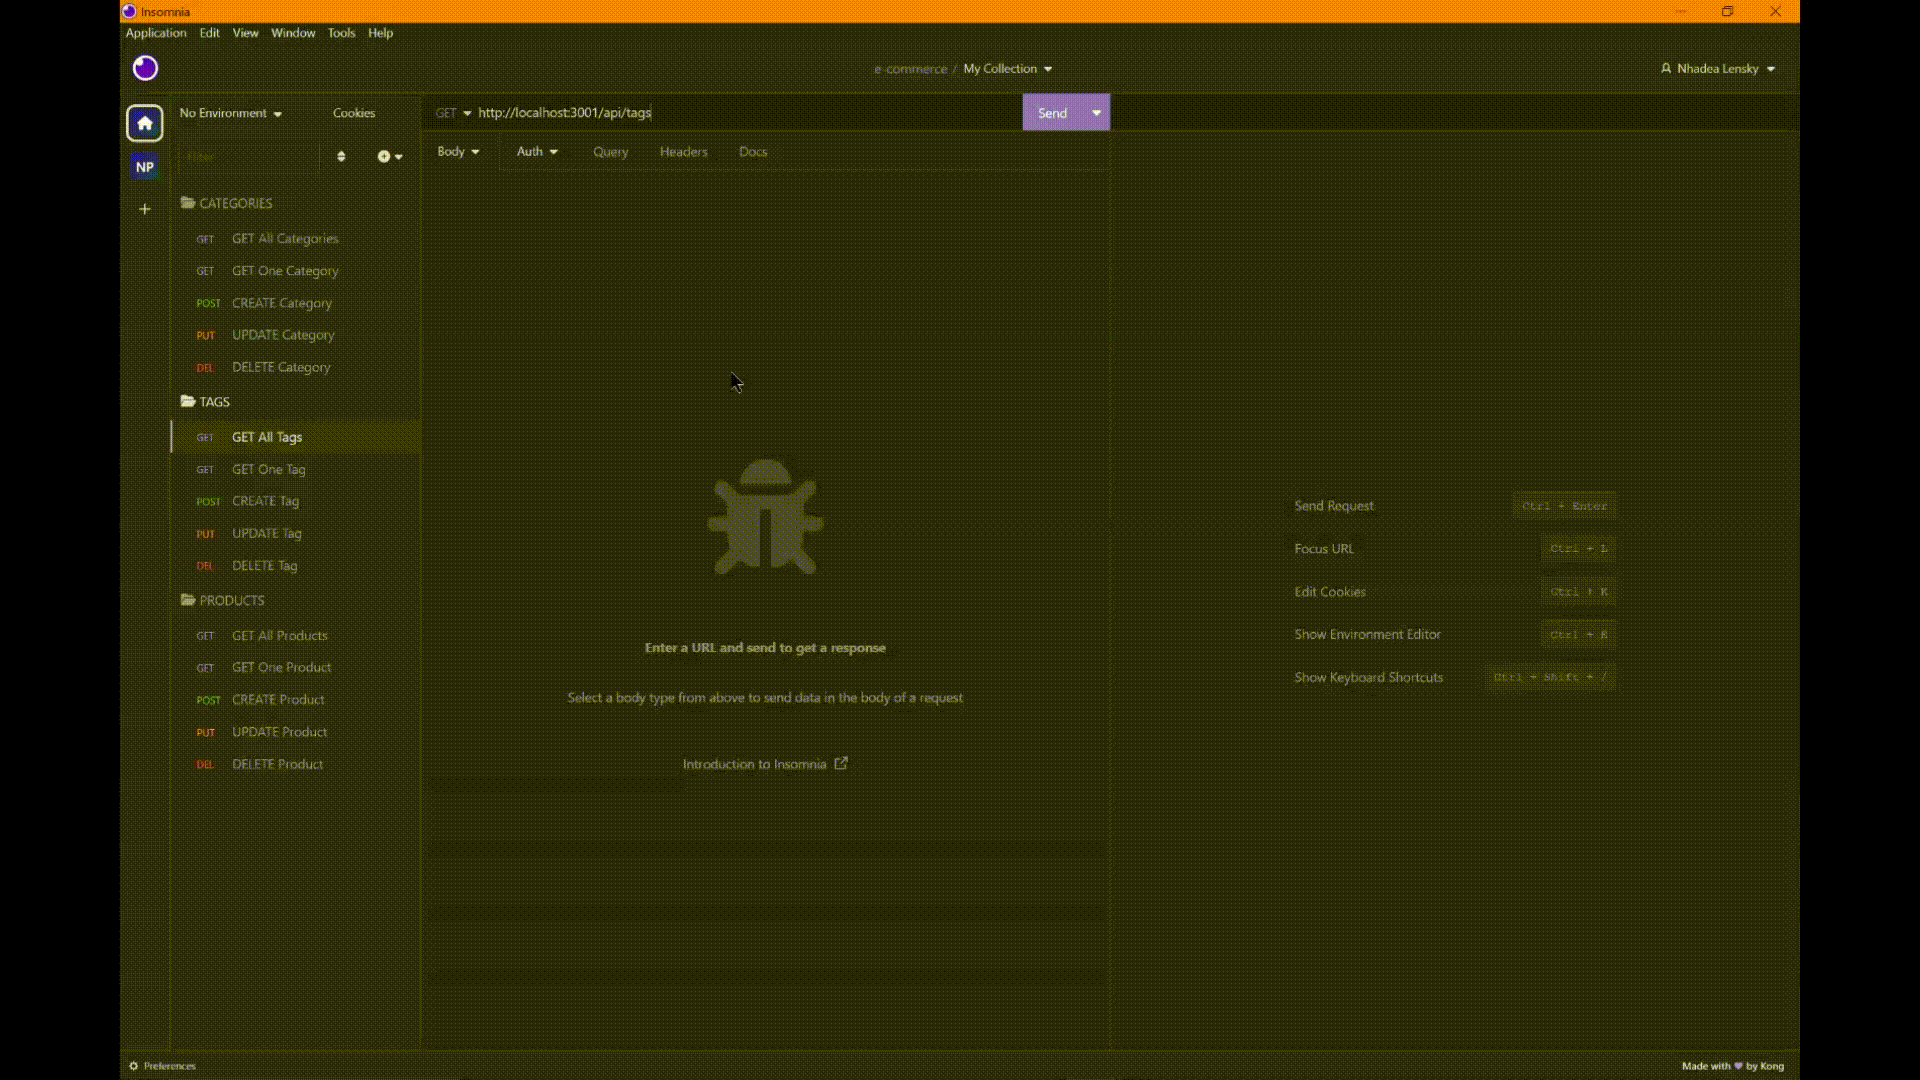 Insomnia
Application Edit View Window Tools Help
e-commerce / My Collection
Nhadea Lensky
No Environment Cookies
GET http://localhost:3001/api/tags
Send
Filter
Body Auth Query Headers Docs
NP
CATEGORIES
GET GET All Categories
GET GET One Category
POST CREATE Category
PUT UPDATE Category
DEL DELETE Category
TAGS
GET GET All Tags
GET GET One Tag
POST CREATE Tag
PUT UPDATE Tag
DEL DELETE Tag
PRODUCTS
GET GET All Products
GET GET One Product
POST CREATE Product
PUT UPDATE Product
DEL DELETE Product
Enter a URL and send to get a response
Select a body type from above to send data in the body of a request
Introduction to Insomnia
Send Request Ctrl + Enter
Focus URL Ctrl + L
Edit Cookies Ctrl + K
Show Environment Editor Ctrl + E
Show Keyboard Shortcuts Ctrl + Shift + /
Preferences
Made with ♥ by Kong